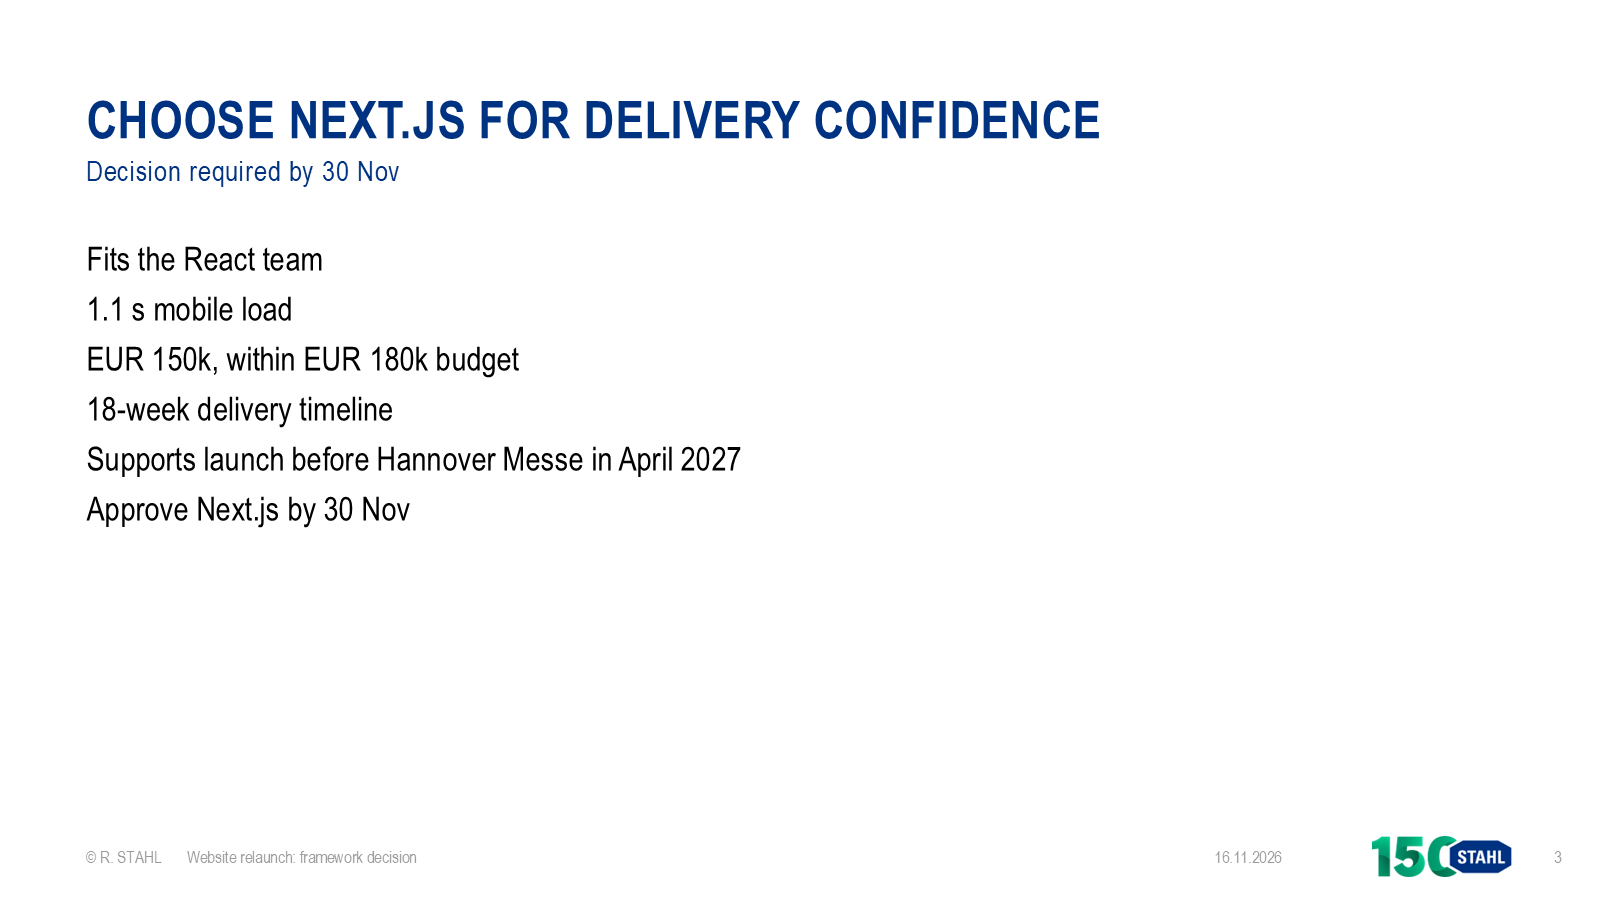 CHOOSE NEXT.JS FOR DELIVERY CONFIDENCE
Decision required by 30 Nov
Fits the React team
1.1 s mobile load
EUR 150k, within EUR 180k budget
18-week delivery timeline
Supports launch before Hannover Messe in April 2027
Approve Next.js by 30 Nov
© R. STAHL Website relaunch: framework decision 16.11.2026 150 STAHL 3